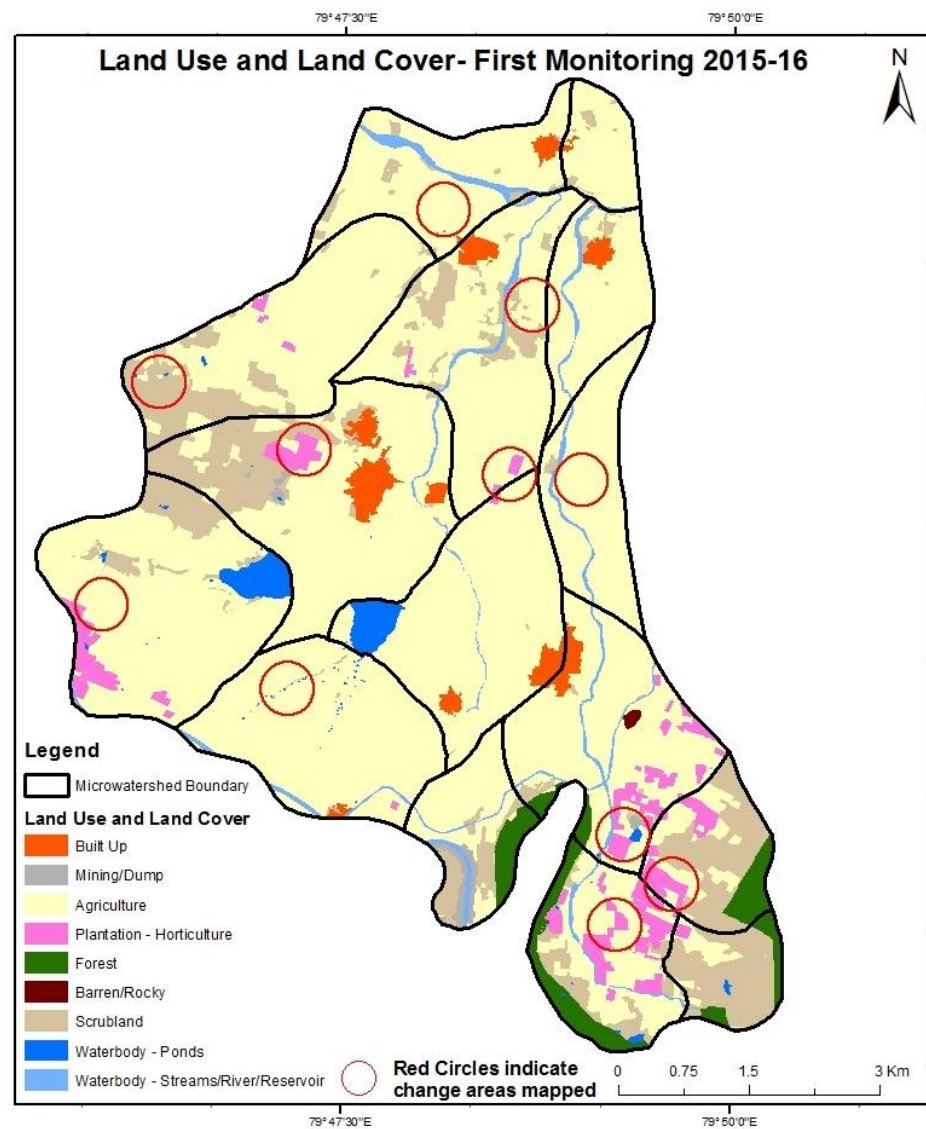 79°47'30"E 79°50'0"E
Land Use and Land Cover- First Monitoring 2015-16
N
Legend
Microwatershed Boundary
Land Use and Land Cover
Built Up
Mining/Dump
Agriculture
Plantation - Horticulture
Forest
Barren/Rocky
Scrubland
Waterbody - Ponds
Waterbody - Streams/River/Reservoir
Red Circles indicate
change areas mapped
0 0.75 1.5 3 Km
79°47'30"E 79°50'0"E